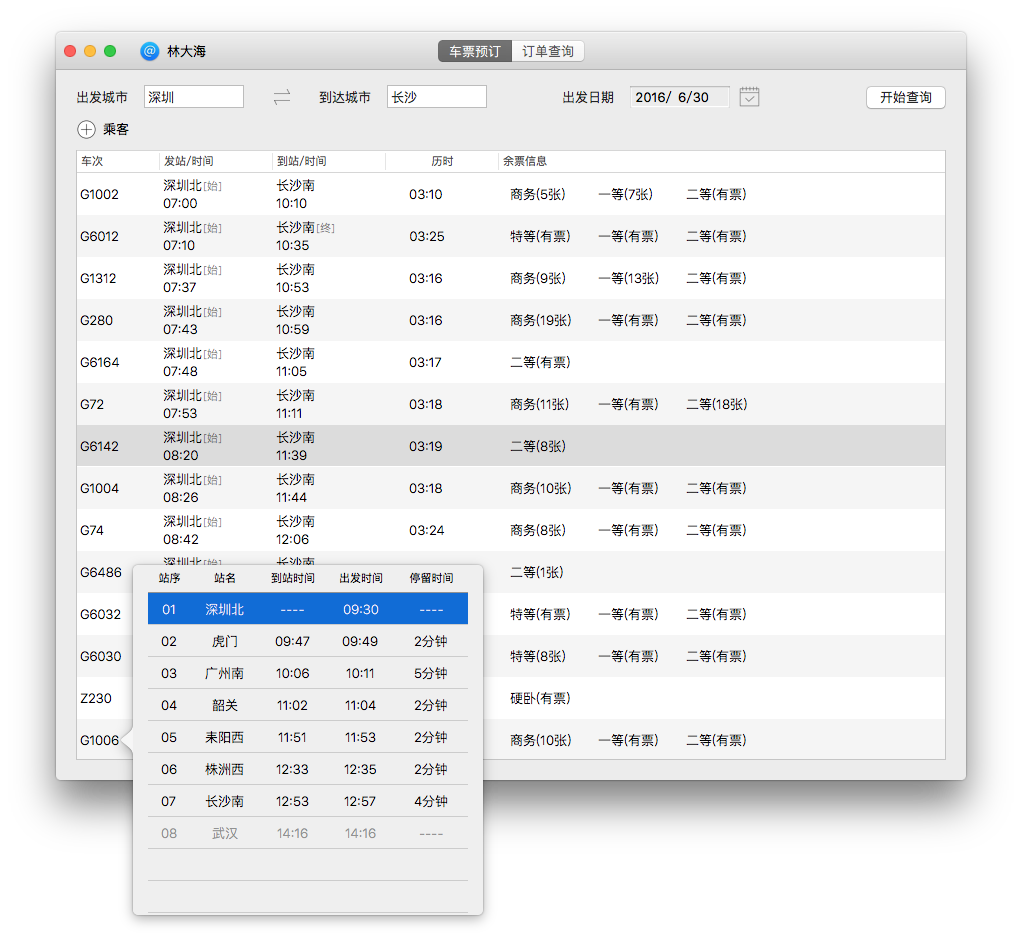 林大海 车票预订 订单查询
出发城市 深圳 到达城市 长沙 出发日期 2016/ 6/30 开始查询
乘客
车次 发站/时间 到站/时间 历时 余票信息
G1002 深圳北[始] 07:00 长沙南 10:10 03:10 商务(5张) 一等(7张) 二等(有票)
G6012 深圳北[始] 07:10 长沙南[终] 10:35 03:25 特等(有票) 一等(有票) 二等(有票)
G1312 深圳北[始] 07:37 长沙南 10:53 03:16 商务(9张) 一等(13张) 二等(有票)
G280 深圳北[始] 07:43 长沙南 10:59 03:16 商务(19张) 一等(有票) 二等(有票)
G6164 深圳北[始] 07:48 长沙南 11:05 03:17 二等(有票)
G72 深圳北[始] 07:53 长沙南 11:11 03:18 商务(11张) 一等(有票) 二等(18张)
G6142 深圳北[始] 08:20 长沙南 11:39 03:19 二等(8张)
G1004 深圳北[始] 08:26 长沙南 11:44 03:18 商务(10张) 一等(有票) 二等(有票)
G74 深圳北[始] 08:42 长沙南 12:06 03:24 商务(8张) 一等(有票) 二等(有票)
G6486 深圳北[始] 长沙南 二等(1张)
G6032 特等(有票) 一等(有票) 二等(有票)
G6030 特等(8张) 一等(有票) 二等(有票)
Z230 硬卧(有票)
G1006 商务(10张) 一等(有票) 二等(有票)
站序 站名 到站时间 出发时间 停留时间
01 深圳北 ---- 09:30 ----
02 虎门 09:47 09:49 2分钟
03 广州南 10:06 10:11 5分钟
04 韶关 11:02 11:04 2分钟
05 耒阳西 11:51 11:53 2分钟
06 株洲西 12:33 12:35 2分钟
07 长沙南 12:53 12:57 4分钟
08 武汉 14:16 14:16 ----